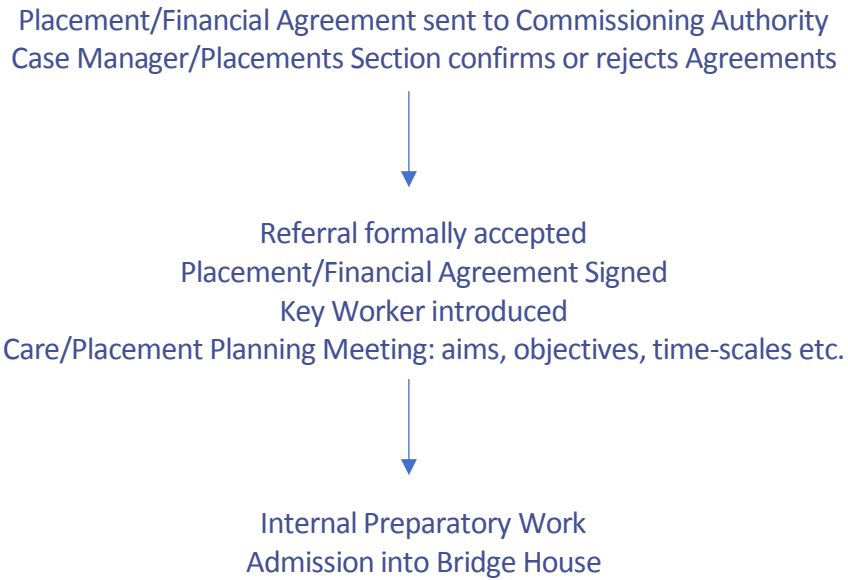 Placement/Financial Agreement sent to Commissioning Authority
Case Manager/Placements Section confirms or rejects Agreements
Referral formally accepted
Placement/Financial Agreement Signed
Key Worker introduced
Care/Placement Planning Meeting: aims, objectives, time-scales etc.
Internal Preparatory Work
Admission into Bridge House